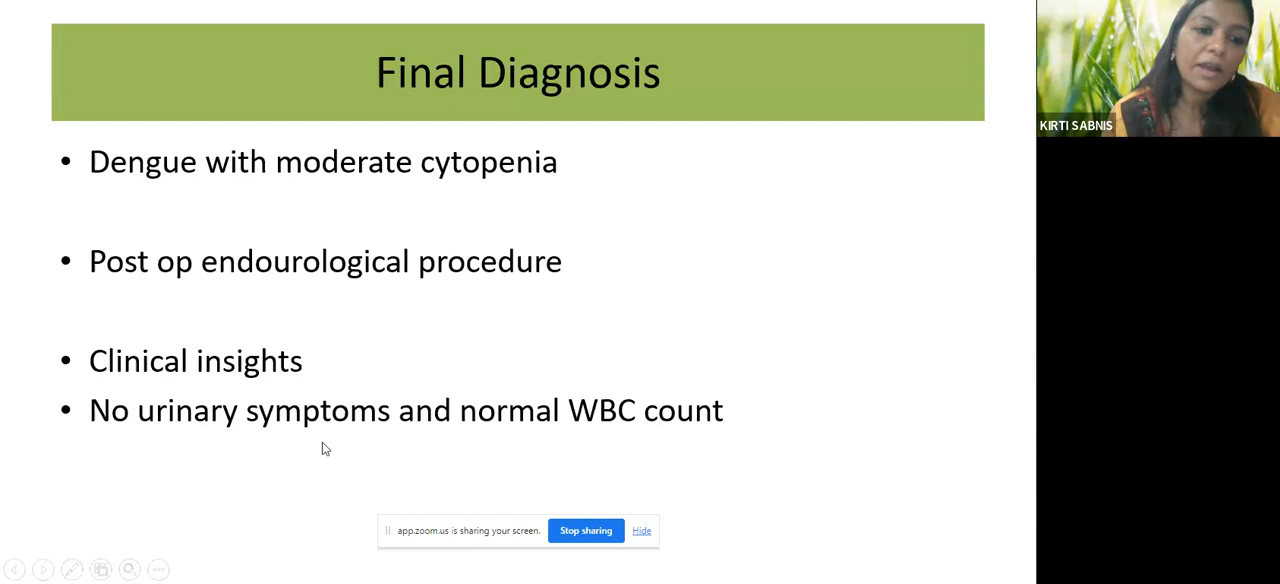 Final Diagnosis
KIRTI SABNIS
• Dengue with moderate cytopenia
• Post op endourological procedure
• Clinical insights
• No urinary symptoms and normal WBC count
app.zoom.us is sharing your screen. Stop sharing Hide